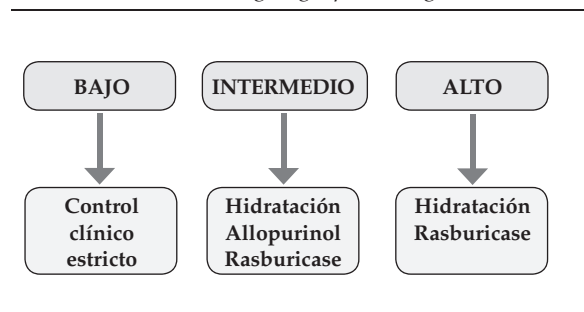 BAJO
INTERMEDIO
ALTO
Control
clínico
estricto
Hidratación
Allopurinol
Rasburicase
Hidratación
Rasburicase